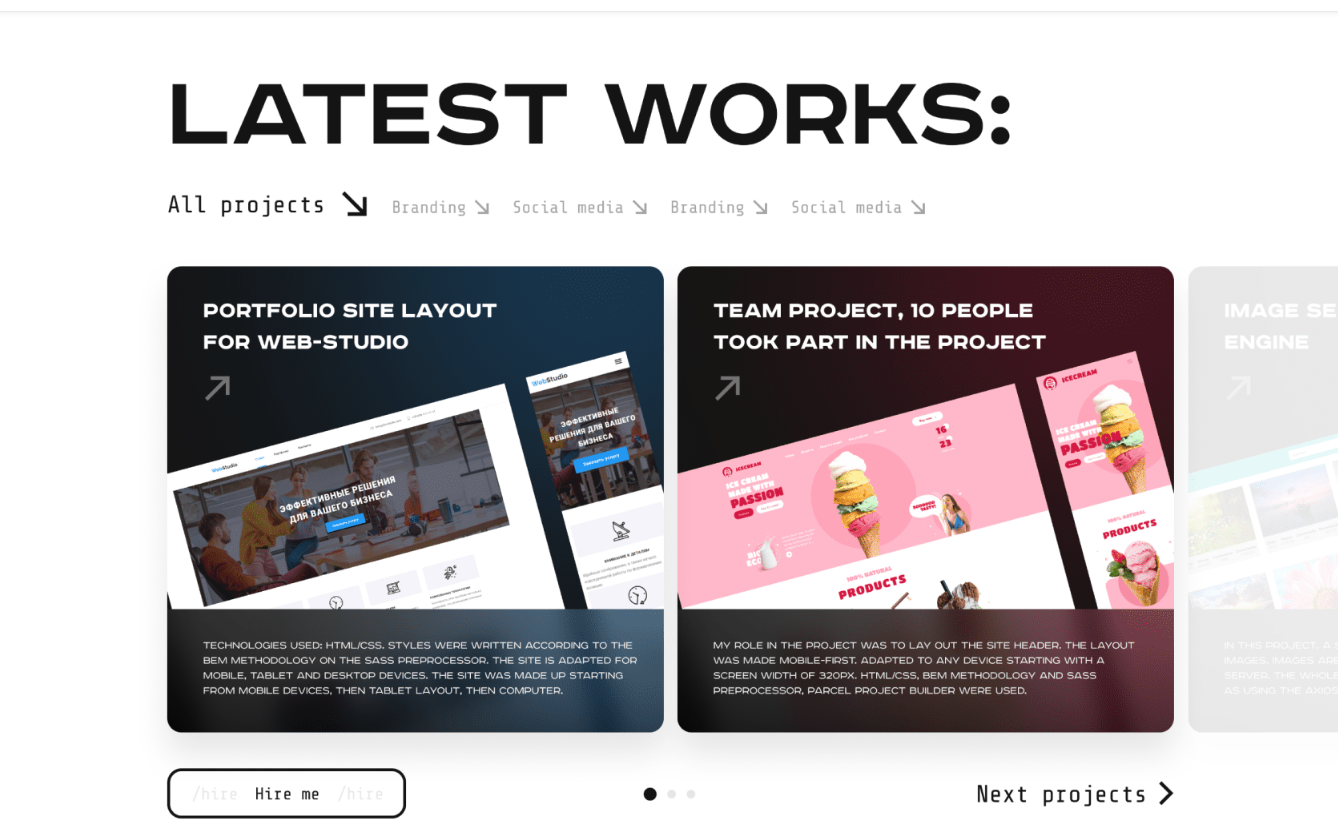 LATEST WORKS:
All projects
Branding
Social media
Branding
Social media
PORTFOLIO SITE LAYOUT
FOR WEB-STUDIO
WebStudio
ЭФФЕКТИВНЫЕ РЕШЕНИЯ
ДЛЯ ВАШЕГО БИЗНЕСА
WebStudio
ЭФФЕКТИВНЫЕ
РЕШЕНИЯ ДЛЯ ВАШЕГО
БИЗНЕСА
Заказать услугу
TECHNOLOGIES USED: HTML/CSS. STYLES WERE WRITTEN ACCORDING TO THE
BEM METHODOLOGY ON THE SASS PREPROCESSOR. THE SITE IS ADAPTED FOR
MOBILE, TABLET AND DESKTOP DEVICES. THE SITE WAS MADE UP STARTING
FROM MOBILE DEVICES, THEN TABLET LAYOUT, THEN COMPUTER.
TEAM PROJECT, 10 PEOPLE
TOOK PART IN THE PROJECT
ICECREAM
ICE CREAM
MADE WITH
PASSION
16
23
100% NATURAL
PRODUCTS
ICECREAM
ICE CREAM
MADE WITH
PASSION
100% NATURAL
PRODUCTS
MY ROLE IN THE PROJECT WAS TO LAY OUT THE SITE HEADER. THE LAYOUT
WAS MADE MOBILE-FIRST. ADAPTED TO ANY DEVICE STARTING WITH A
SCREEN WIDTH OF 320PX. HTML/CSS, BEM METHODOLOGY AND SASS
PREPROCESSOR, PARCEL PROJECT BUILDER WERE USED.
IMAGE SE
ENGINE
IN THIS PROJECT, A
IMAGES. IMAGES ARE
SERVER. THE WHOLE
AS USING THE AXIOS
/hire Hire me /hire
Next projects